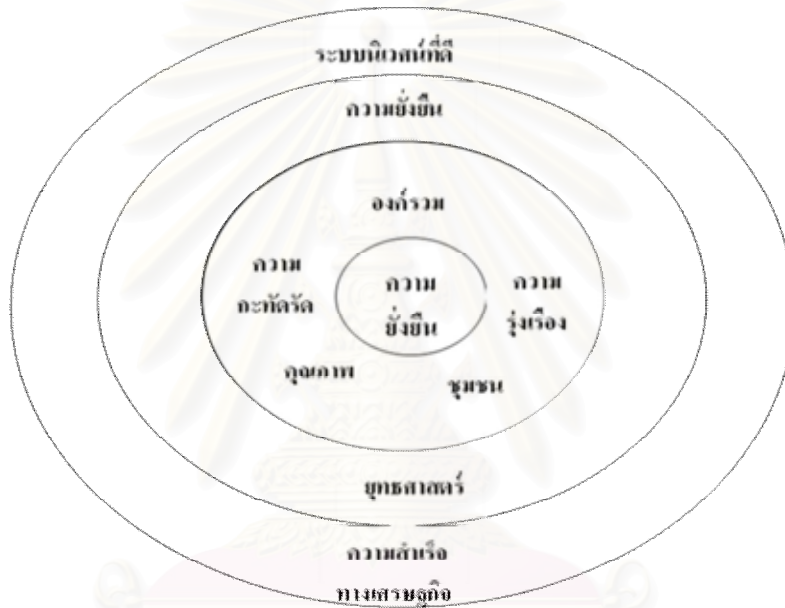 ระบบนิเวศน์ที่ดี
ความยั่งยืน
องค์รวม
ความ
กะทัดรัด
ความ
ยั่งยืน
ความ
รุ่งเรือง
คุณภาพ
ชุมชน
ยุทธศาสตร์
ความสำเร็จ
ทางเศรษฐกิจ